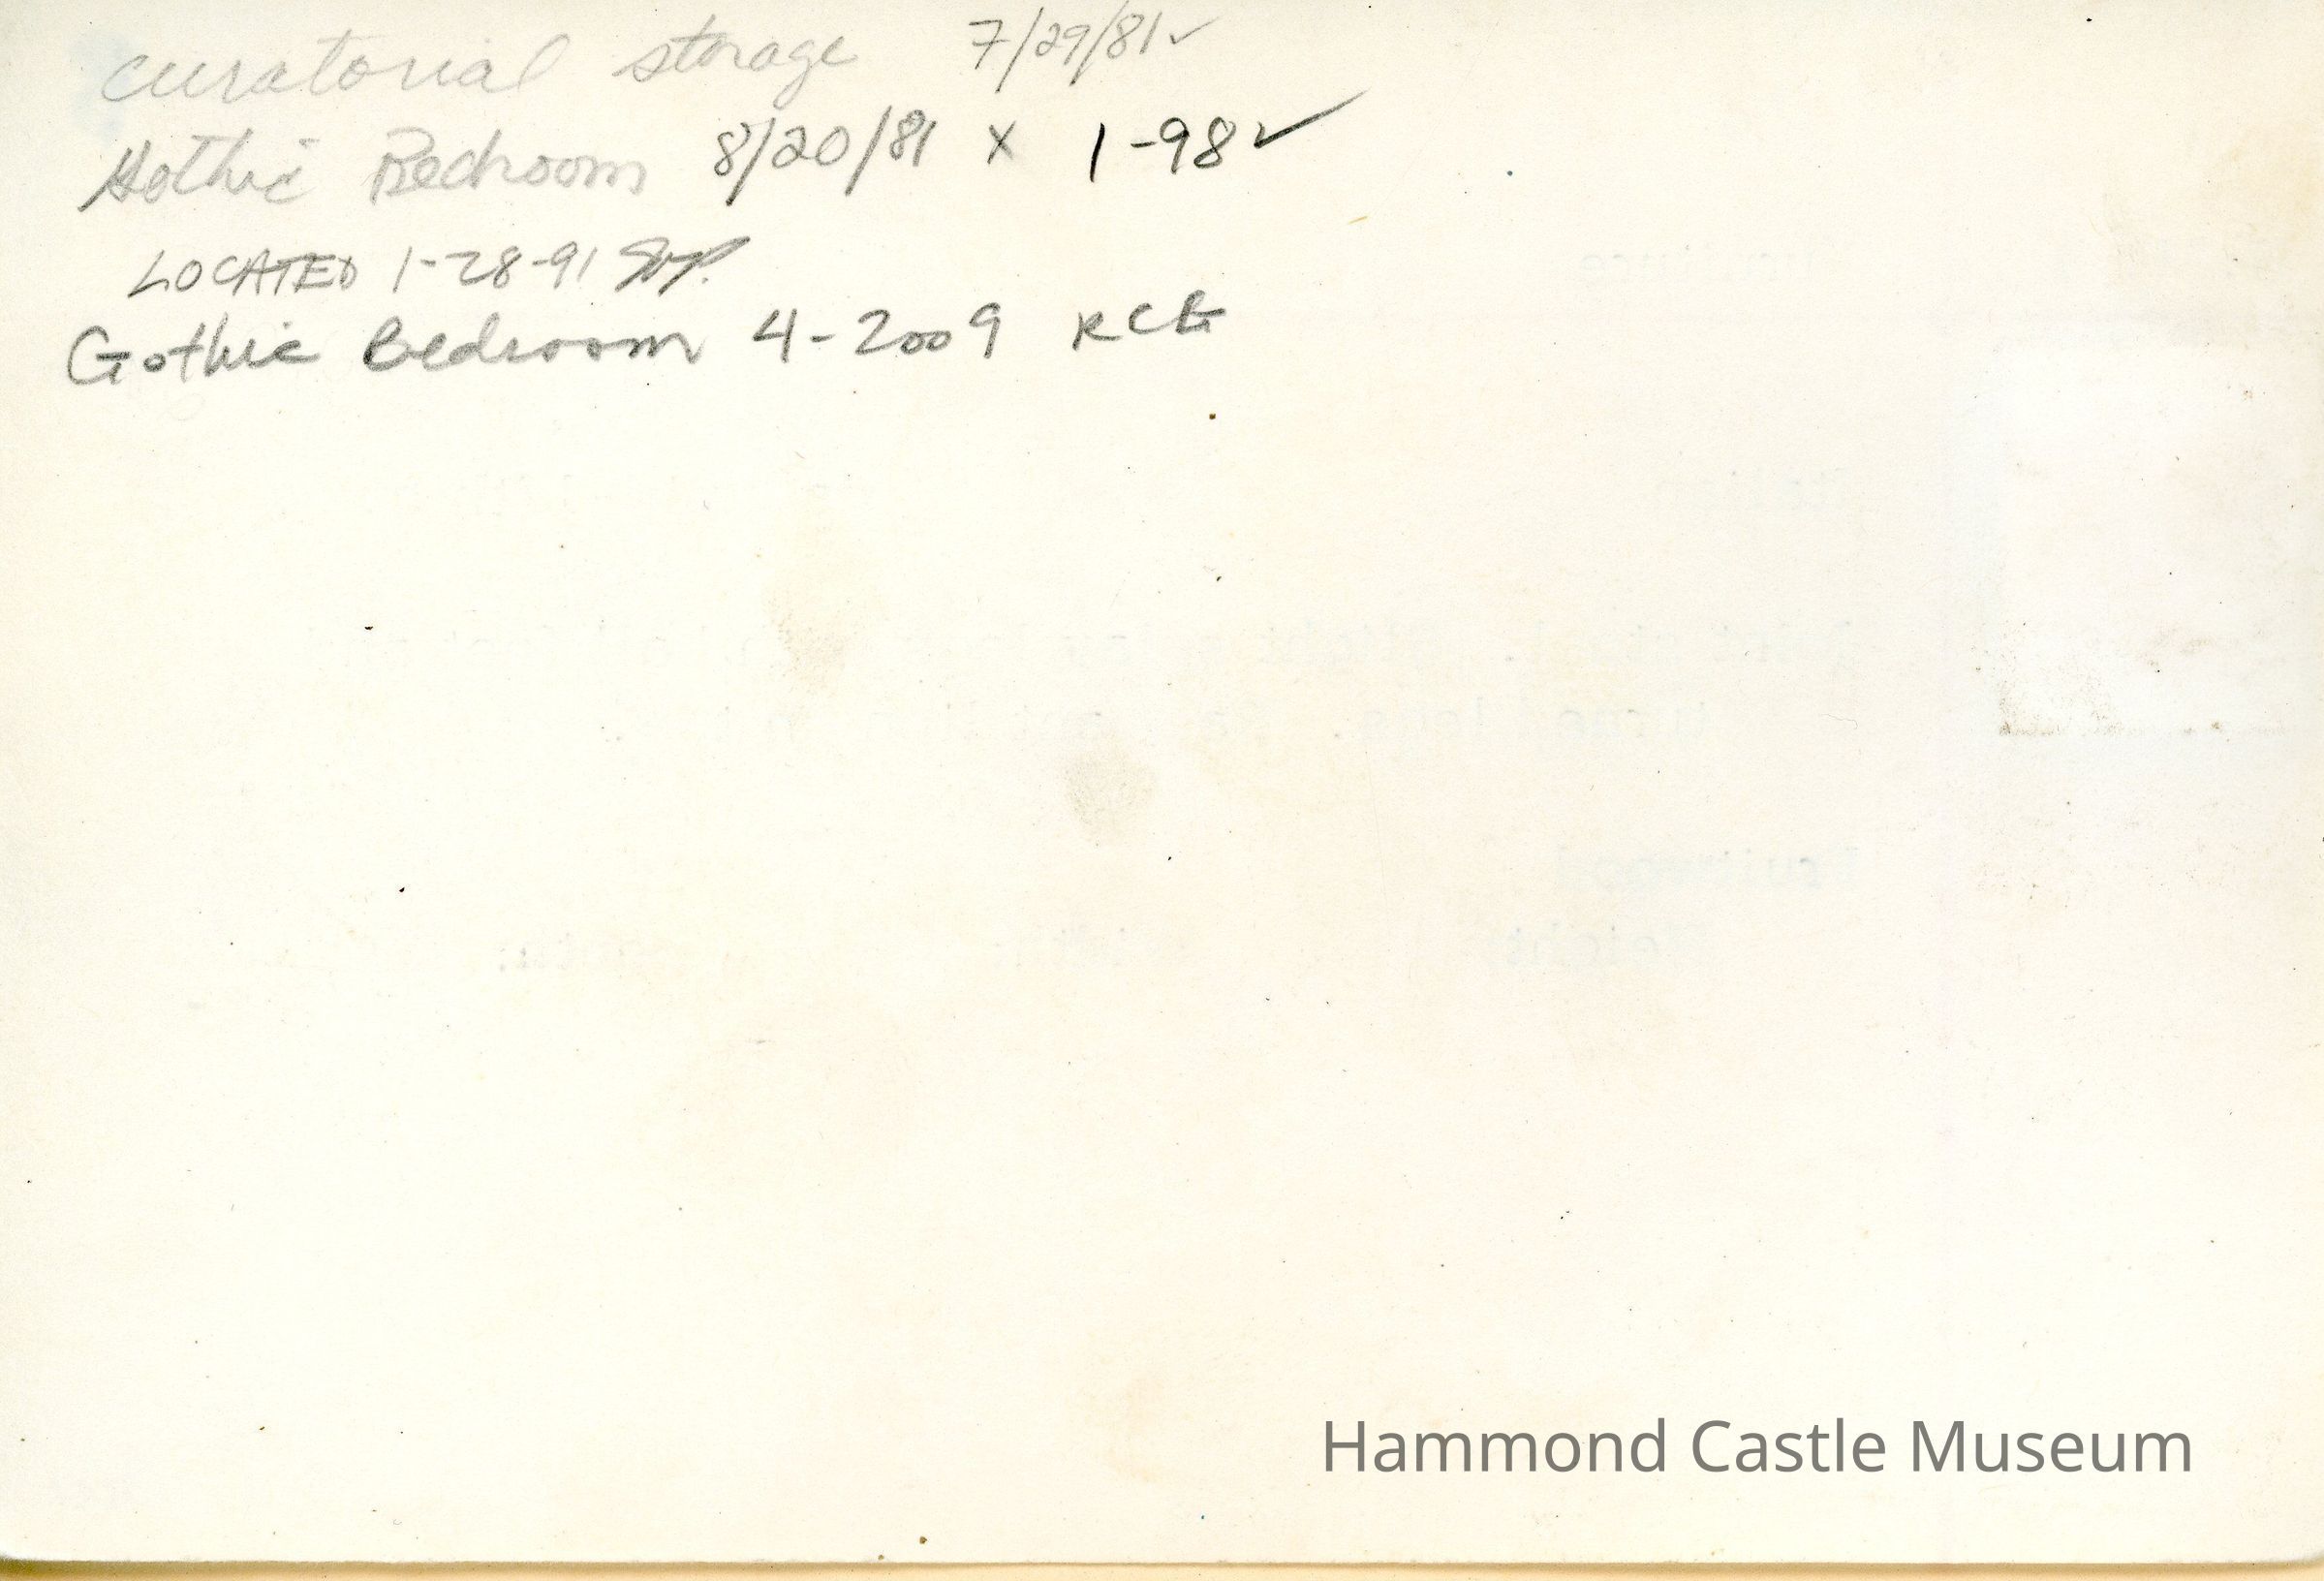 curatorial storage 7/29/81 ✓
Gothic Bedroom 8/20/81 x 1-98 ✓
LOCATED 1-28-91
Gothic Bedroom 4-2009 RCG
Hammond Castle Museum